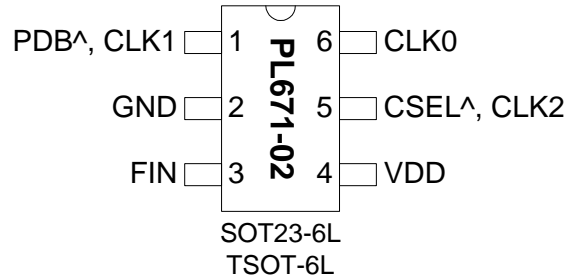 PDB^, CLK1 1 6 CLK0
GND 2 5 CSEL^, CLK2
FIN 3 4 VDD
PL671-02
SOT23-6L
TSOT-6L